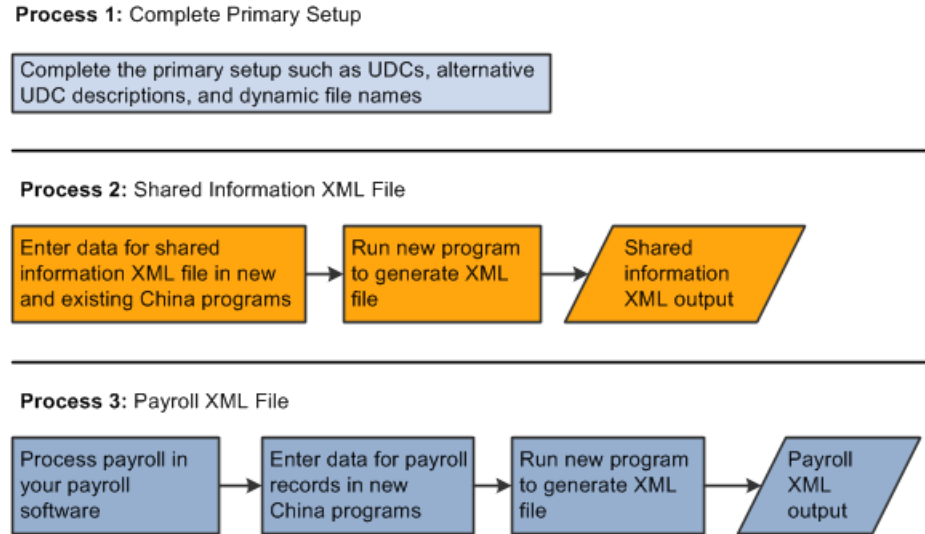 Process 1: Complete Primary Setup
Complete the primary setup such as UDCs, alternative
UDC descriptions, and dynamic file names
Process 2: Shared Information XML File
Enter data for shared
information XML file in new
and existing China programs
Run new program
to generate XML
file
Shared
information
XML output
Process 3: Payroll XML File
Process payroll in
your payroll
software
Enter data for payroll
records in new
China programs
Run new program
to generate XML
file
Payroll
XML
output